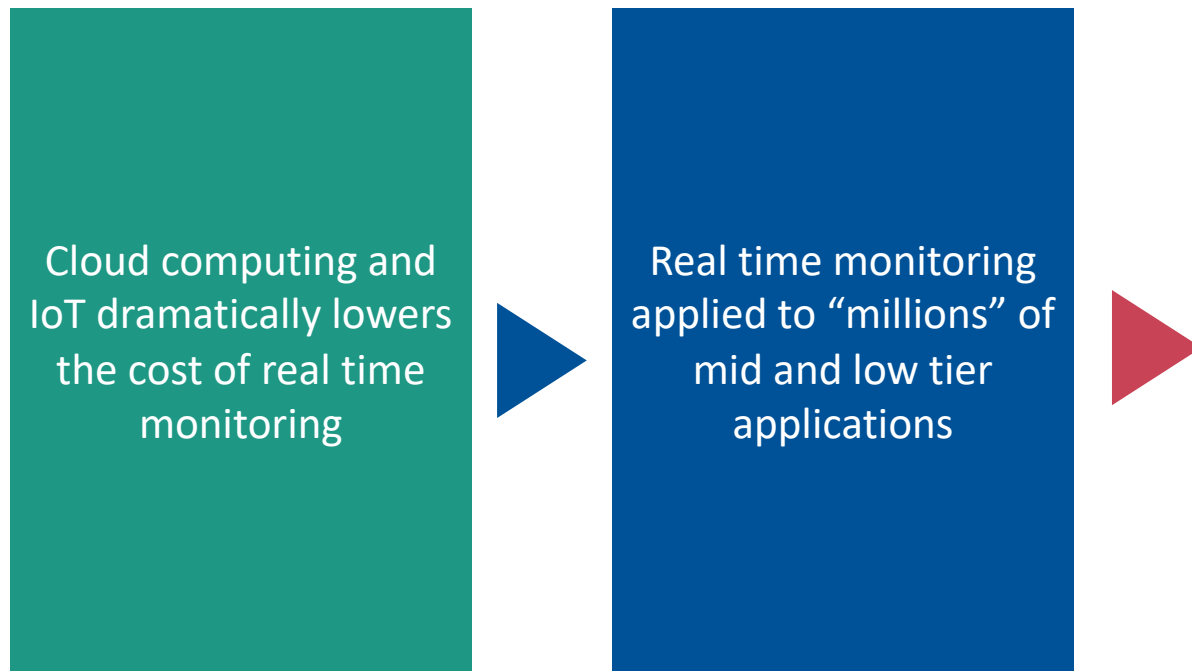 Cloud computing and
IoT dramatically lowers
the cost of real time
monitoring
Real time monitoring
applied to “millions” of
mid and low tier
applications